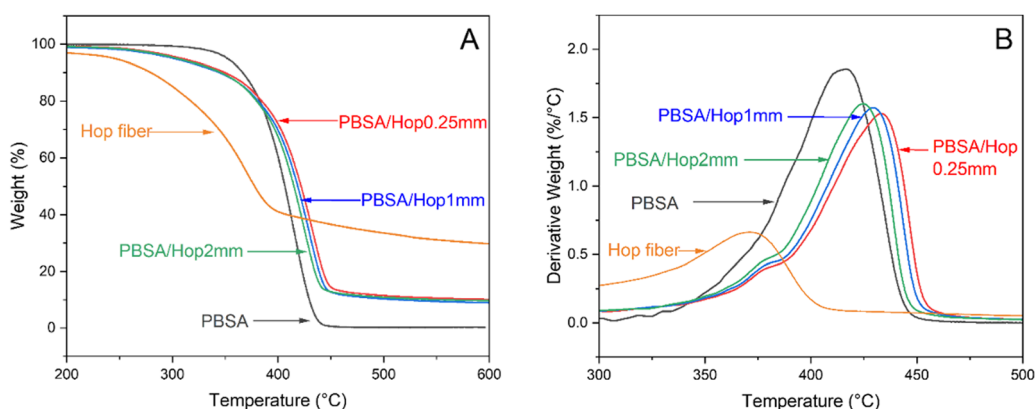 A
100
80
60
40
20
0
Weight (%)
200
300
400
500
600
Temperature (°C)
Hop fiber
PBSA/Hop0.25mm
PBSA/Hop1mm
PBSA/Hop2mm
PBSA
B
2.0
1.5
1.0
0.5
0.0
Derivative Weight (%/°C)
300
350
400
450
500
Temperature (°C)
PBSA/Hop1mm
PBSA/Hop2mm
PBSA/Hop
0.25mm
PBSA
Hop fiber